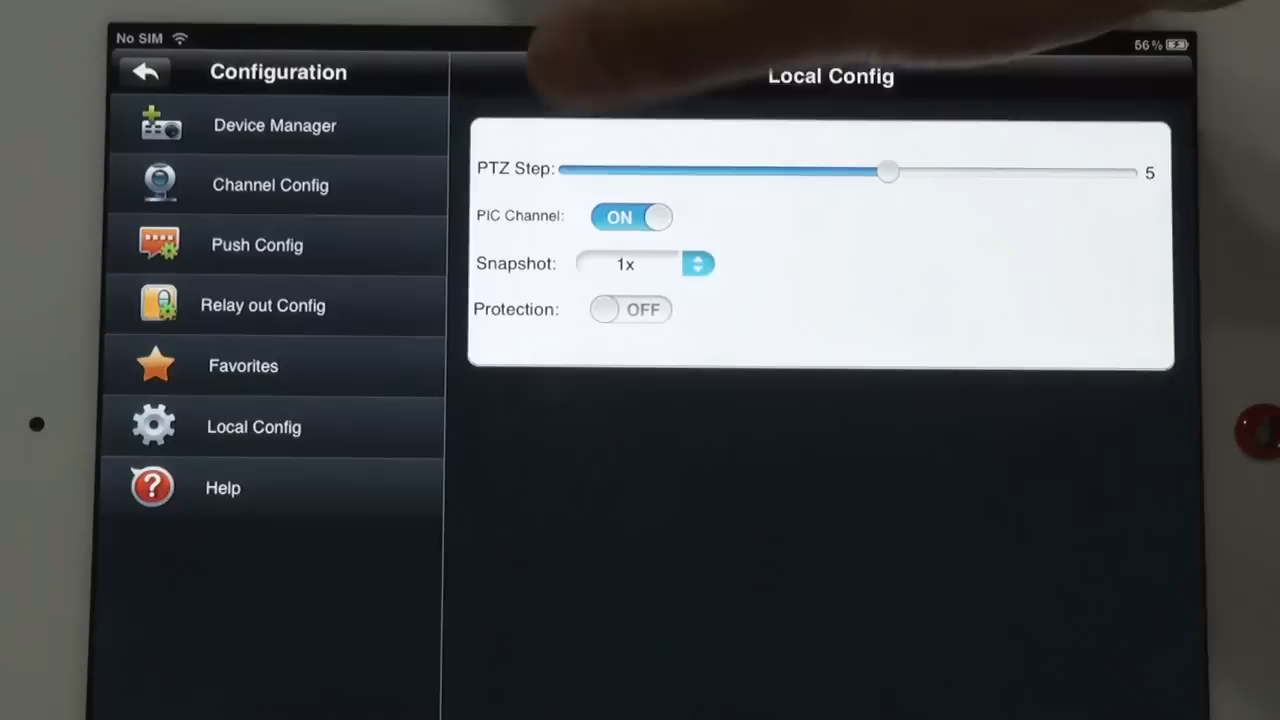 No SIM
56%
Configuration
Local Config
Device Manager
Channel Config
Push Config
Relay out Config
Favorites
Local Config
Help
PTZ Step: 5
PIC Channel: ON
Snapshot: 1x
Protection: OFF